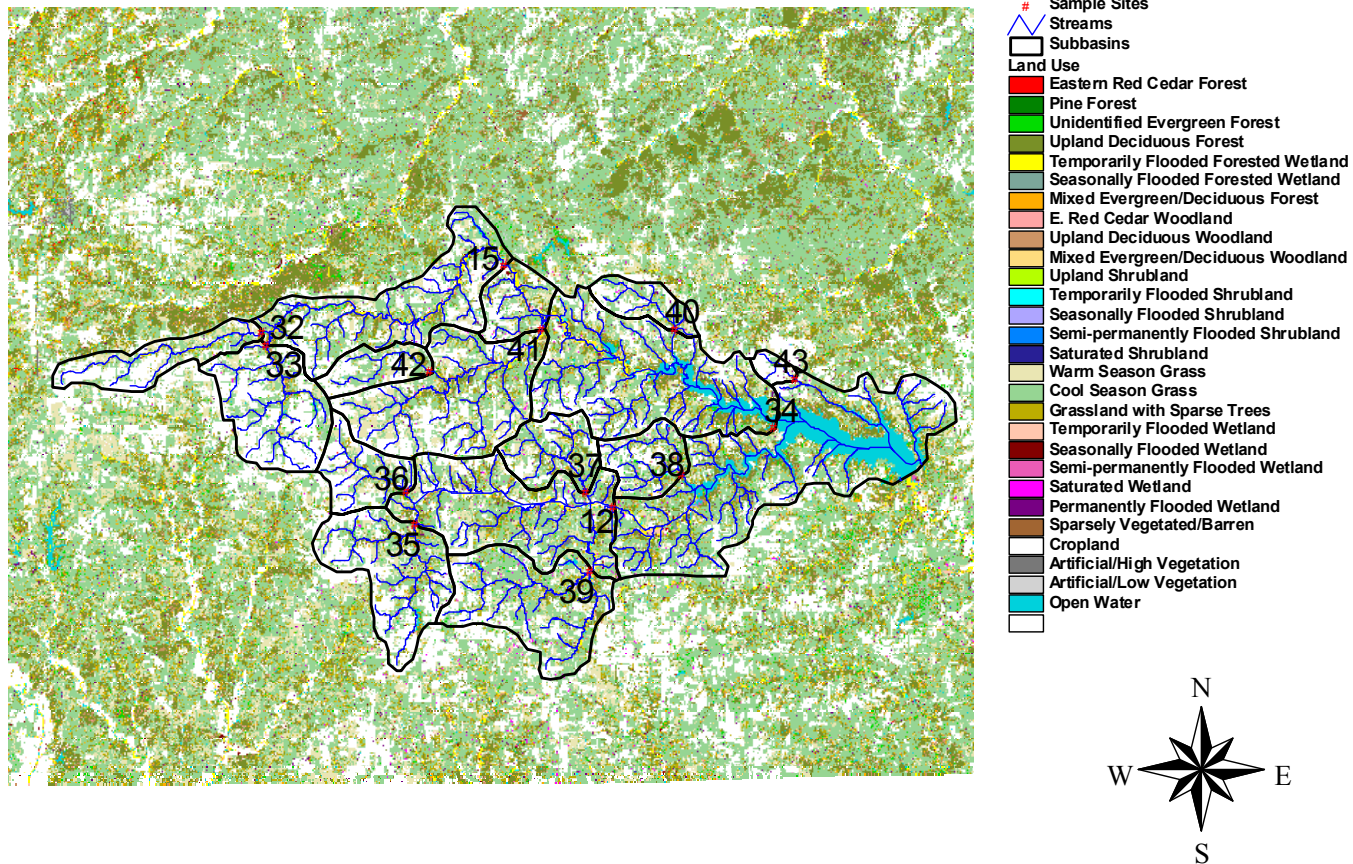 15
32
33
42
41
40
43
34
36
37
38
35
12
39
# Sample Sites
Streams
Subbasins
Land Use
Eastern Red Cedar Forest
Pine Forest
Unidentified Evergreen Forest
Upland Deciduous Forest
Temporarily Flooded Forested Wetland
Seasonally Flooded Forested Wetland
Mixed Evergreen/Deciduous Forest
E. Red Cedar Woodland
Upland Deciduous Woodland
Mixed Evergreen/Deciduous Woodland
Upland Shrubland
Temporarily Flooded Shrubland
Seasonally Flooded Shrubland
Semi-permanently Flooded Shrubland
Saturated Shrubland
Warm Season Grass
Cool Season Grass
Grassland with Sparse Trees
Temporarily Flooded Wetland
Seasonally Flooded Wetland
Semi-permanently Flooded Wetland
Saturated Wetland
Permanently Flooded Wetland
Sparsely Vegetated/Barren
Cropland
Artificial/High Vegetation
Artificial/Low Vegetation
Open Water
N
W E
S